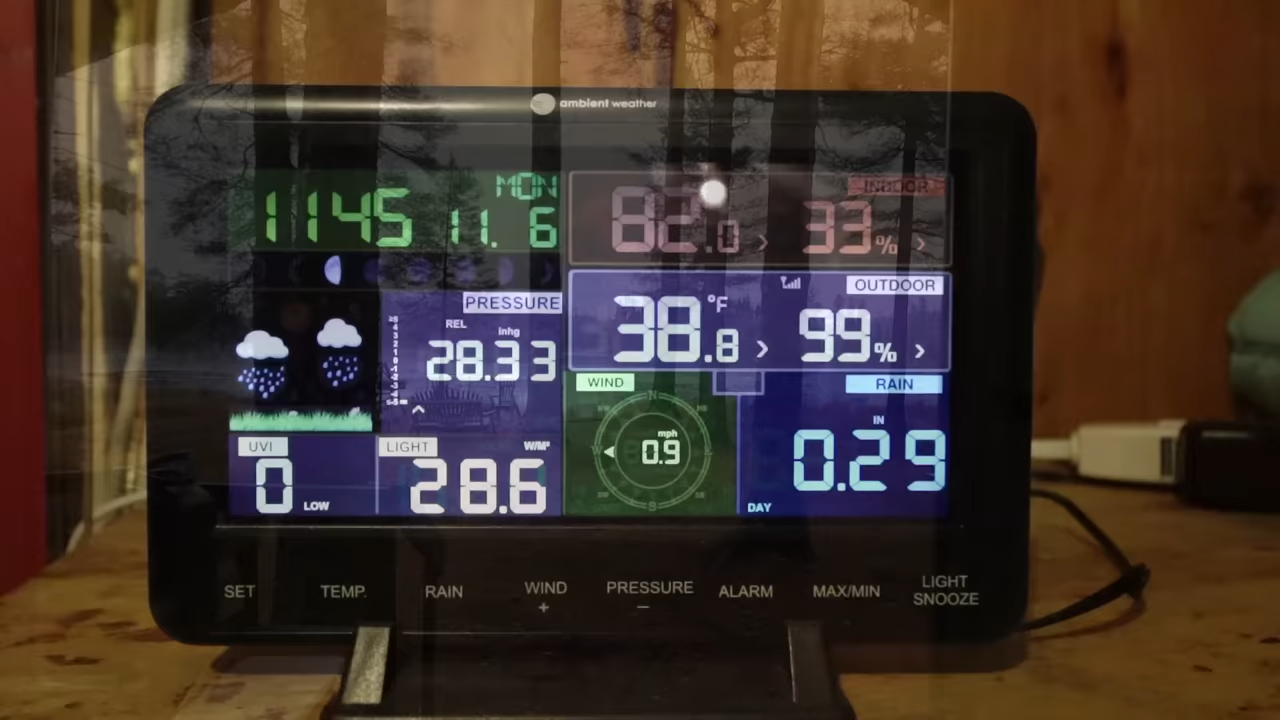 ambient weather
1145 MON
11. 6
82.0 33% INDOOR
PRESSURE
REL inhg
28.33
OUTDOOR
38.8 °F 99%
WIND
N
mph
0.9
S
RAIN
IN
0.29
DAY
UVI
0 LOW
LIGHT W/M²
28.6
SET TEMP. RAIN WIND + PRESSURE − ALARM MAX/MIN LIGHT SNOOZE